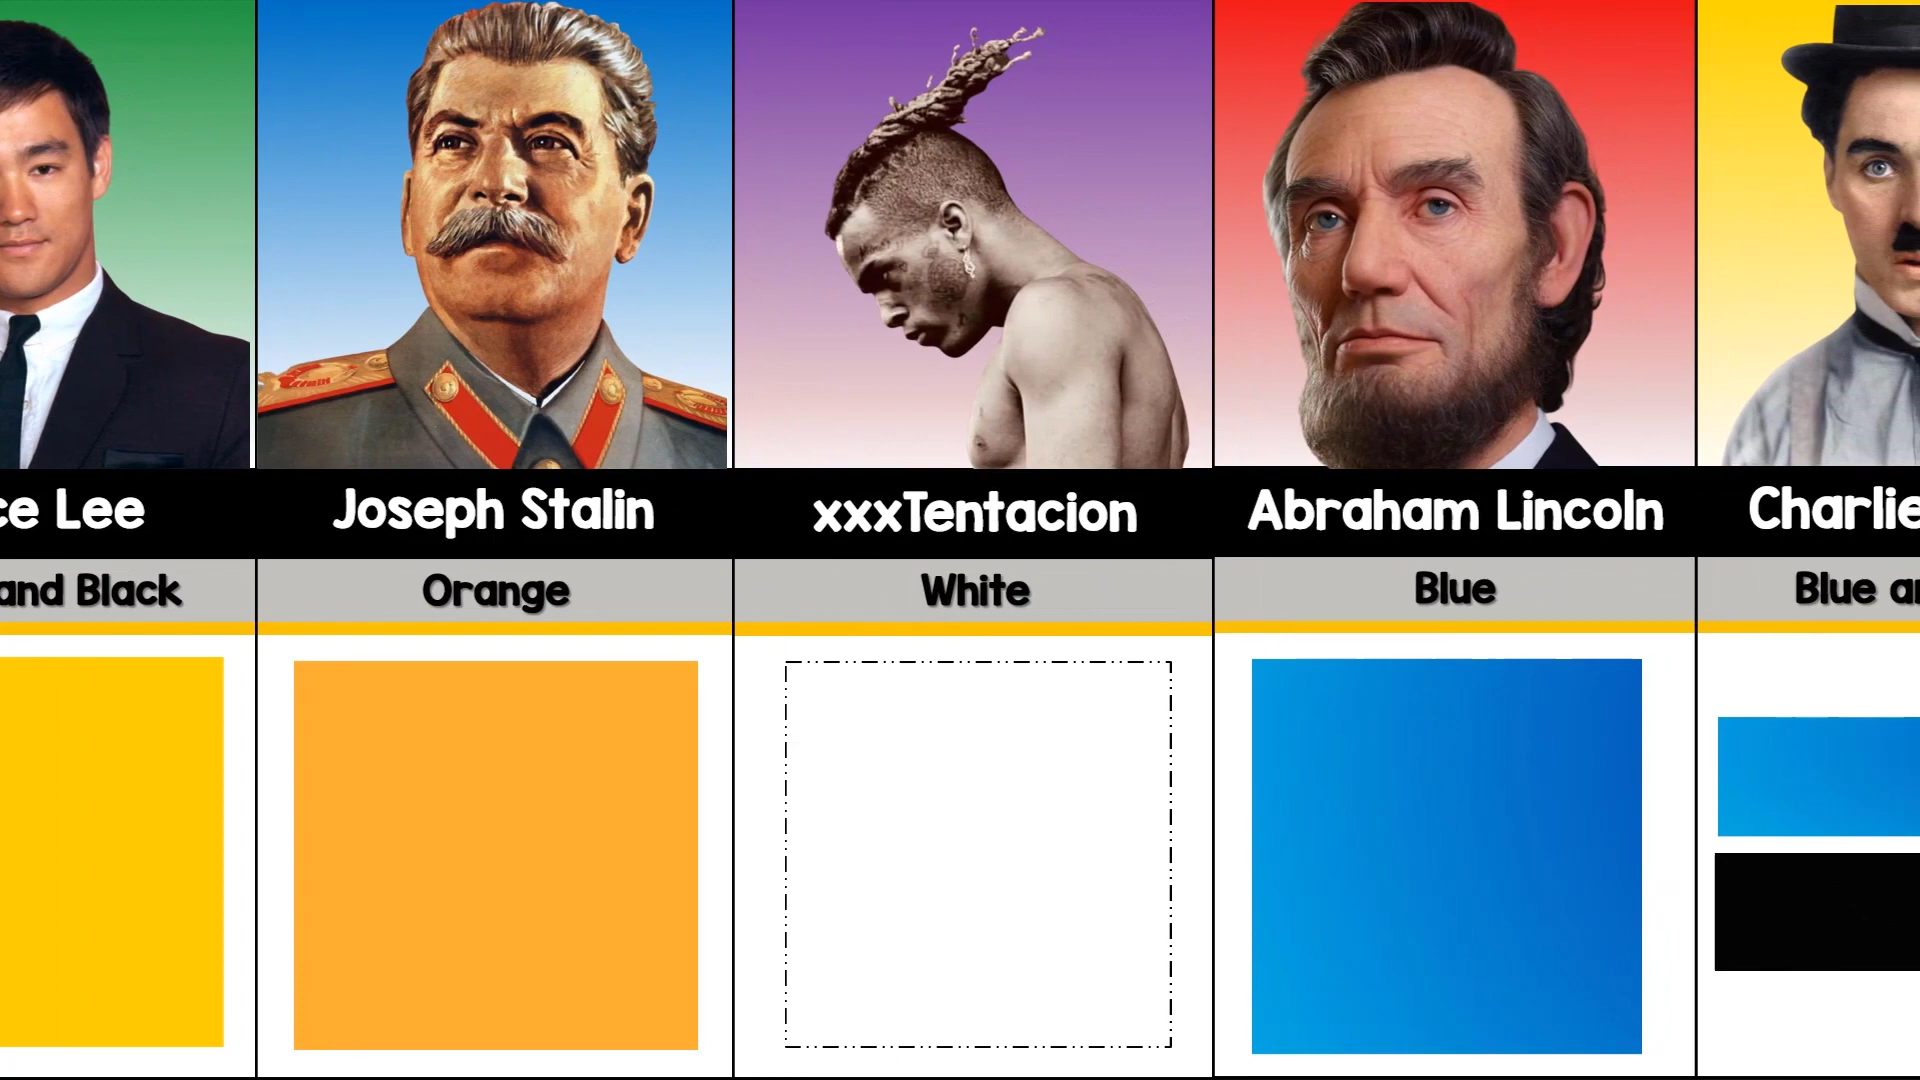 ce Lee
Joseph Stalin
xxxTentacion
Abraham Lincoln
Charlie
and Black
Orange
White
Blue
Blue